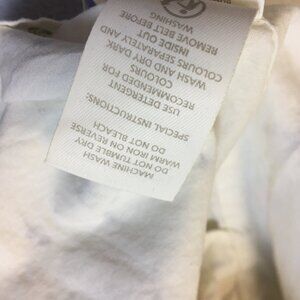 MACHINE WASH
DO NOT TUMBLE DRY
WARM IRON ON REVERSE
DO NOT BLEACH
SPECIAL INSTRUCTIONS:
USE DETERGENT
RECOMMENDED FOR
COLOURENDS
WASH AND DRY DARK
COLOURS SEPARATELY AND
INSIDE OUT
REMOVE BELT BEFORE
WASHING